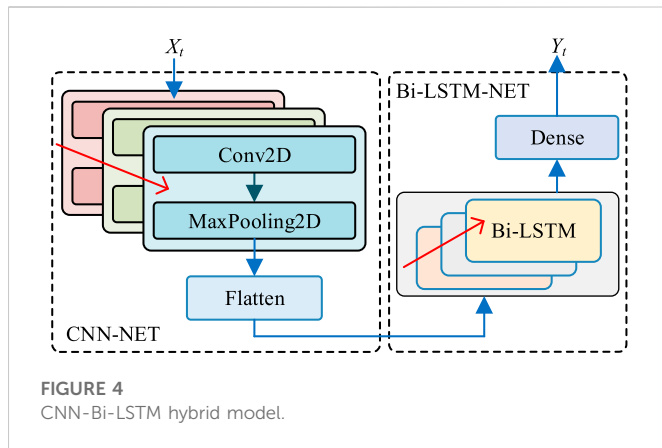 X_t
Conv2D
MaxPooling2D
Flatten
CNN-NET
Y_t
Bi-LSTM-NET
Dense
Bi-LSTM
FIGURE 4
CNN-Bi-LSTM hybrid model.